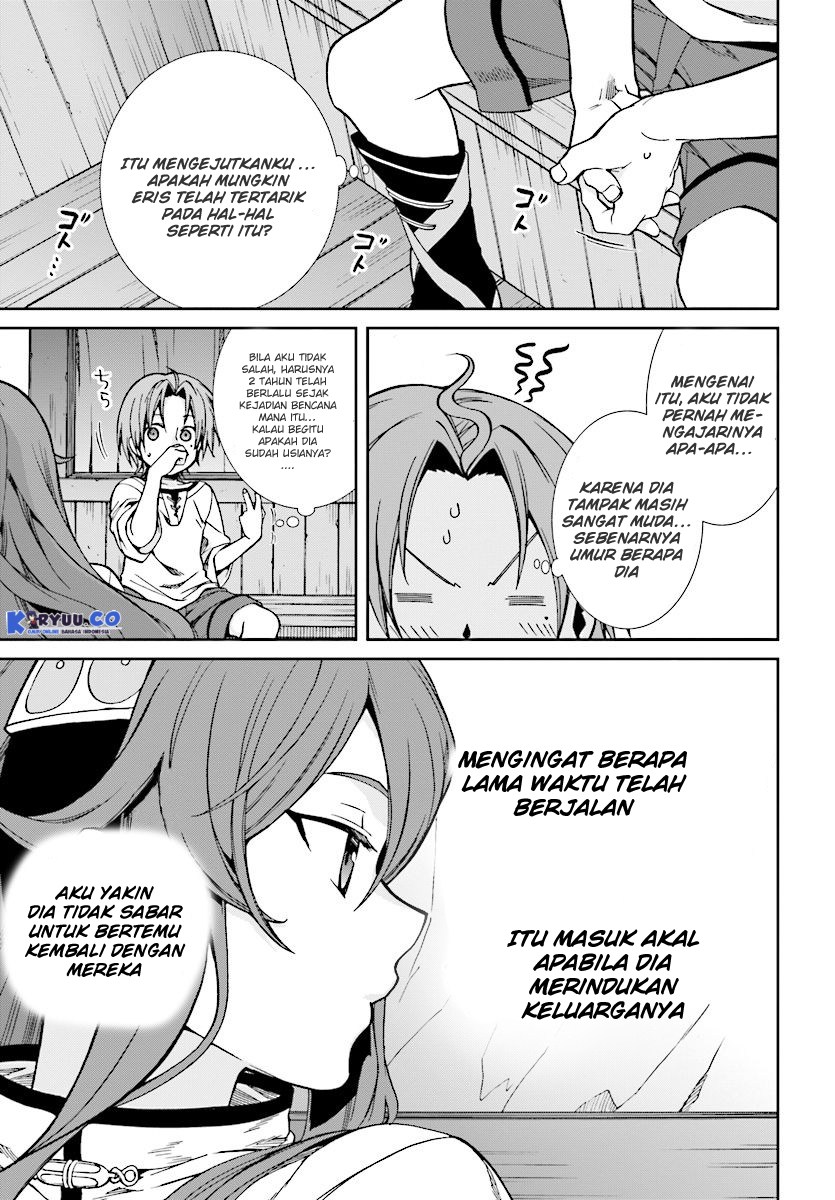 ITU MENGEJUTKANKU ...
APAKAH MUNGKIN
ERIS TELAH TERTARIK
PADA HAL-HAL
SEPERTI ITU?
ゴト…
ゴト…
MENGENAI
ITU, AKU TIDAK
PERNAH ME-
NGAJARINYA
APA-APA...
KARENA DIA
TAMPAK MASIH
SANGAT MUDA...
SEBENARNYA
UMUR BERAPA
DIA
BILA AKU TIDAK
SALAH, HARUSNYA
2 TAHUN TELAH
BERLALU SEJAK
KEJADIAN BENCANA
MANA ITU...
KALAU BEGITU
APAKAH DIA
SUDAH USIANYA?
....
ちら
KIRYUU.CO
BAHASA INDONESIA
MENGINGAT BERAPA
LAMA WAKTU TELAH
BERJALAN
ITU MASUK AKAL
APABILA DIA
MERINDUKAN
KELUARGANYA
AKU YAKIN
DIA TIDAK SABAR
UNTUK BERTEMU
KEMBALI DENGAN
MEREKA